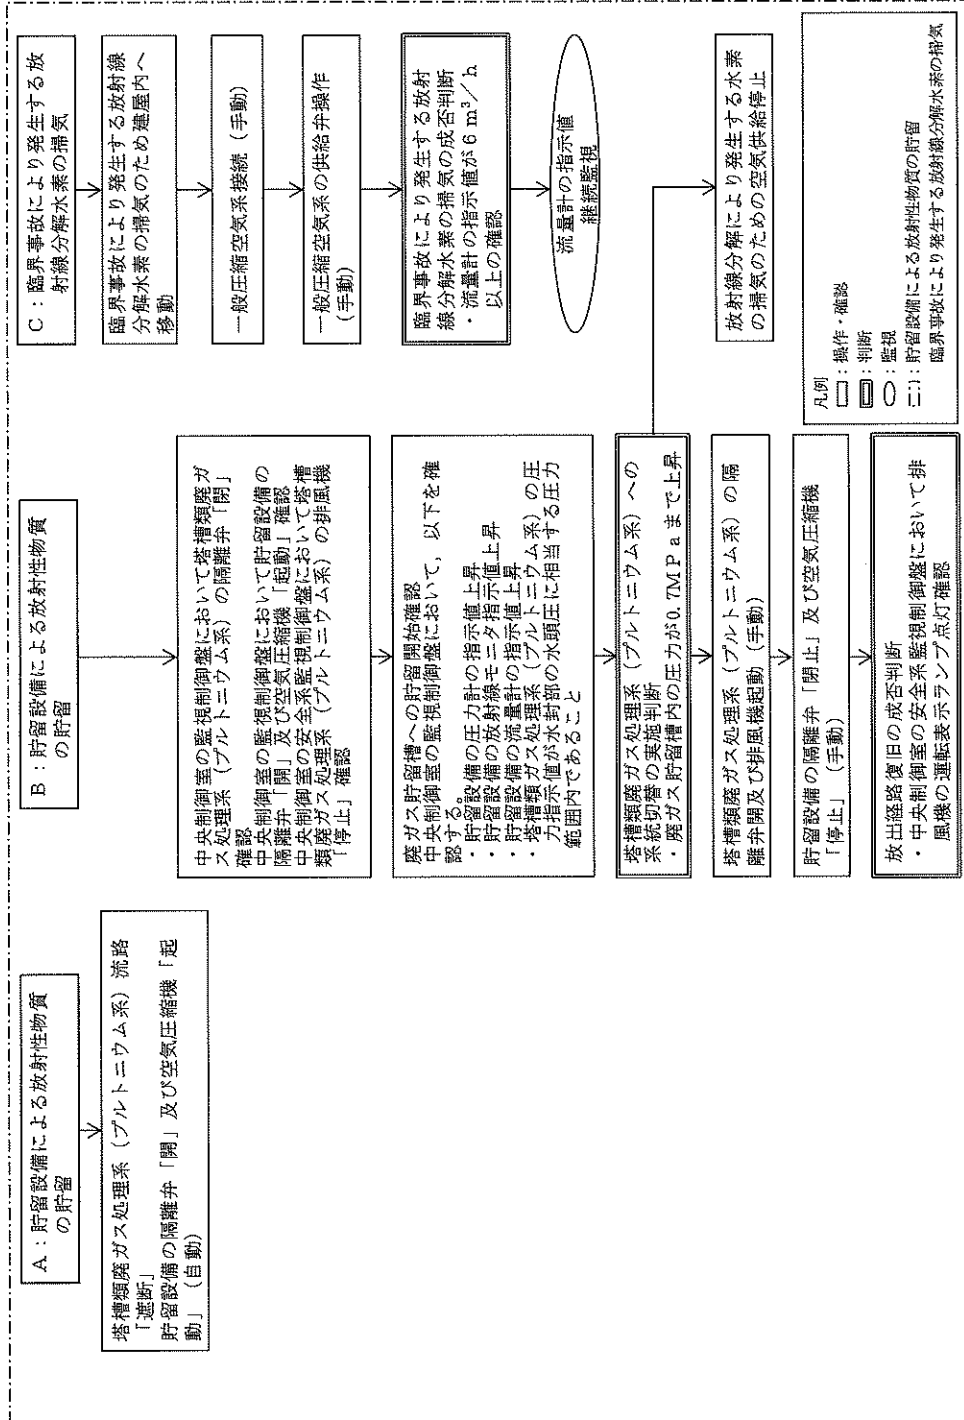 A：貯留設備による放射性物質
の貯留
塔槽類廃ガス処理系（プルトニウム系）流路
「遮断」
貯留設備の隔離弁「開」及び空気圧縮機「起
動」（自動）
B：貯留設備による放射性物質
の貯留
中央制御室の監視制御盤において塔槽類廃ガ
ス処理系（プルトニウム系）の隔離弁「閉」
確認
中央制御室の監視制御盤において貯留設備の
隔離弁「開」及び空気圧縮機「起動」確認
中央制御室の安全系監視制御盤において塔槽
類廃ガス処理系（プルトニウム系）の排風機
「停止」確認
廃ガス貯留槽への貯留開始確認
中央制御室の監視制御盤において，以下を確
認する。
・貯留設備の圧力計の指示値上昇
・貯留設備の放射線モニタ指示値上昇
・貯留設備の流量計の指示値上昇
・塔槽類廃ガス処理系（プルトニウム系）の圧
力指示値が水封部の水頭圧に相当する圧力
範囲内であること
塔槽類廃ガス処理系（プルトニウム系）への
系統切替の実施判断
・廃ガス貯留槽内の圧力が0.7MPaまで上昇
塔槽類廃ガス処理系（プルトニウム系）の隔
離弁開及び排風機起動（手動）
貯留設備の隔離弁「閉止」及び空気圧縮機
「停止」（手動）
放出経路復旧の成否判断
・中央制御室の安全系監視制御盤において排
風機の運転表示ランプ点灯確認
C：臨界事故により発生する放
射線分解水素の掃気
臨界事故により発生する放射線
分解水素の掃気のため建屋内へ
移動
一般圧縮空気系接続（手動）
一般圧縮空気系の供給弁操作
（手動）
臨界事故により発生する放射
線分解水素の掃気の成否判断
・流量計の指示値が6 m³／h
以上の確認
流量計の指示値
継続監視
放射線分解により発生する水素
の掃気のための空気供給停止
凡例
：操作・確認
：判断
：監視
：貯留設備による放射性物質の貯留
臨界事故により発生する放射線分解水素の掃気